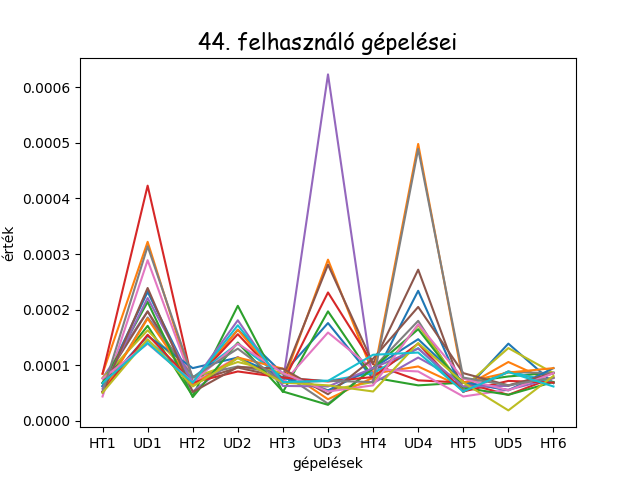 44. felhasználó gépelései
0.0006
0.0005
0.0004
0.0003
0.0002
0.0001
0.0000
érték
HT1 UD1 HT2 UD2 HT3 UD3 HT4 UD4 HT5 UD5 HT6
gépelések